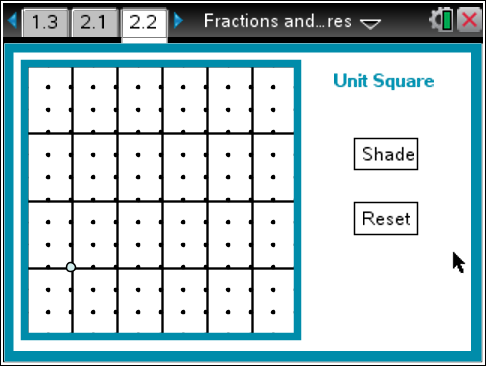 1.3 2.1 2.2 Fractions and...res
Unit Square
Shade
Reset